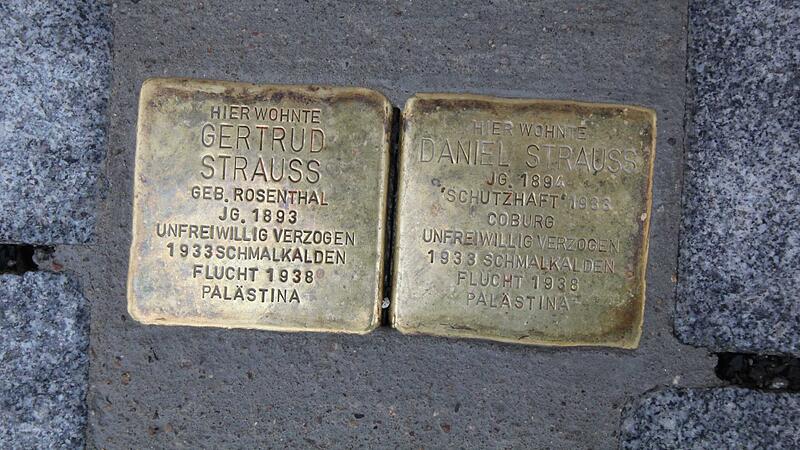 HIER WOHNTE
GERTRUD
STRAUSS
GEB. ROSENTHAL
JG. 1893
UNFREIWILLIG VERZOGEN
1933 SCHMALKALDEN
FLUCHT 1938
PALÄSTINA
HIER WOHNTE
DANIEL STRAUSS
JG. 1894
'SCHUTZHAFT' 1933
COBURG
UNFREIWILLIG VERZOGEN
1933 SCHMALKALDEN
FLUCHT 1938
PALÄSTINA